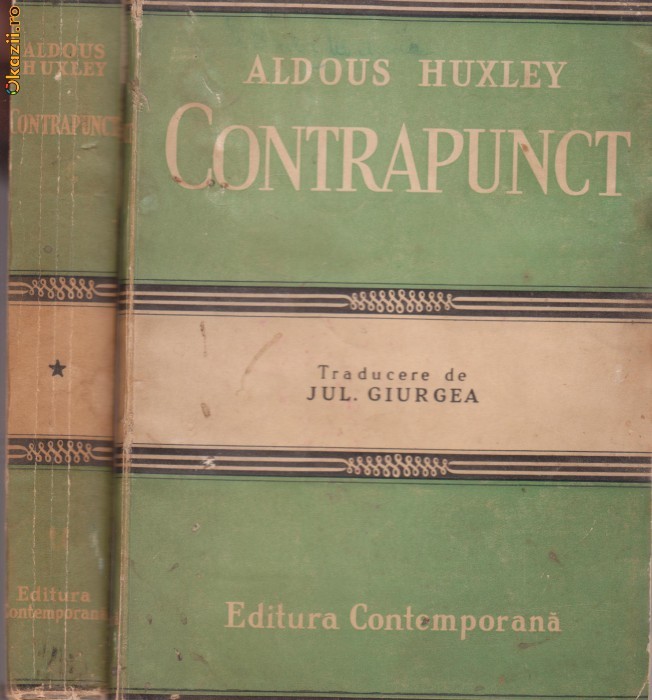 Okazii.ro
ALDOUS
HUXLEY
CONTRAPUNCT
Editura
Contemporană
ALDOUS HUXLEY
CONTRAPUNCT
Traducere de
JUL. GIURGEA
Editura Contemporană